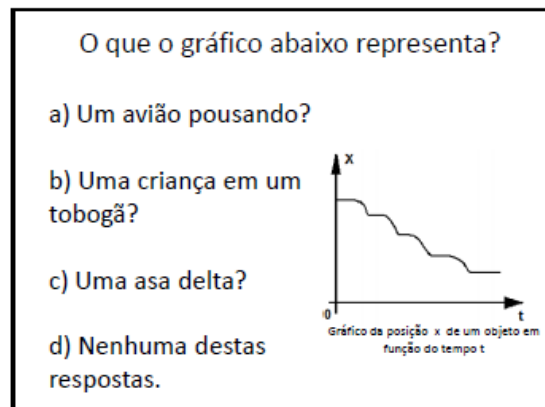 O que o gráfico abaixo representa?
a) Um avião pousando?
b) Uma criança em um
tobogã?
c) Uma asa delta?
d) Nenhuma destas
respostas.
X
0
t
Gráfico da posição x de um objeto em
função do tempo t